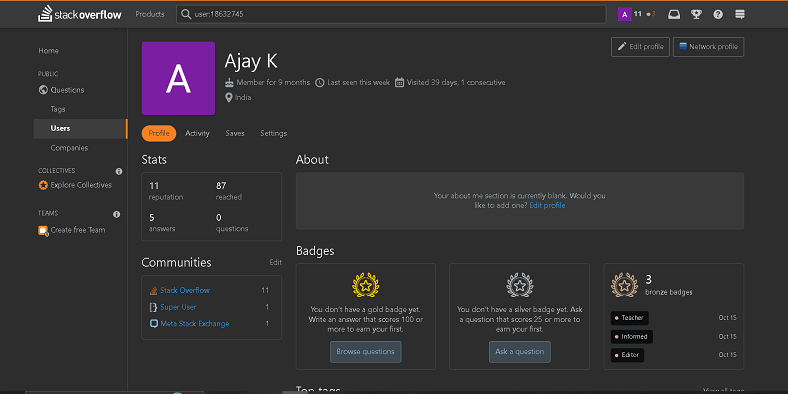 stackoverflow
Products
user:18632745
A
11
3
Home
PUBLIC
Questions
Tags
Users
Companies
COLLECTIVES
Explore Collectives
TEAMS
Create free Team
A
Ajay K
Member for 9 months
Last seen this week
Visited 39 days, 1 consecutive
India
Edit profile
Network profile
Profile
Activity
Saves
Settings
Stats
11
reputation
87
reached
5
answers
0
questions
Communities
Edit
Stack Overflow 11
Super User 1
Meta Stack Exchange 1
About
Your about me section is currently blank. Would you
like to add one? Edit profile
Badges
You don't have a gold badge yet.
Write an answer that scores 100 or
more to earn your first.
Browse questions
You don't have a silver badge yet. Ask
a question that scores 25 or more to
earn your first.
Ask a question
3
bronze badges
Teacher Oct 15
Informed Oct 15
Editor Oct 15
Top tags
View all tags